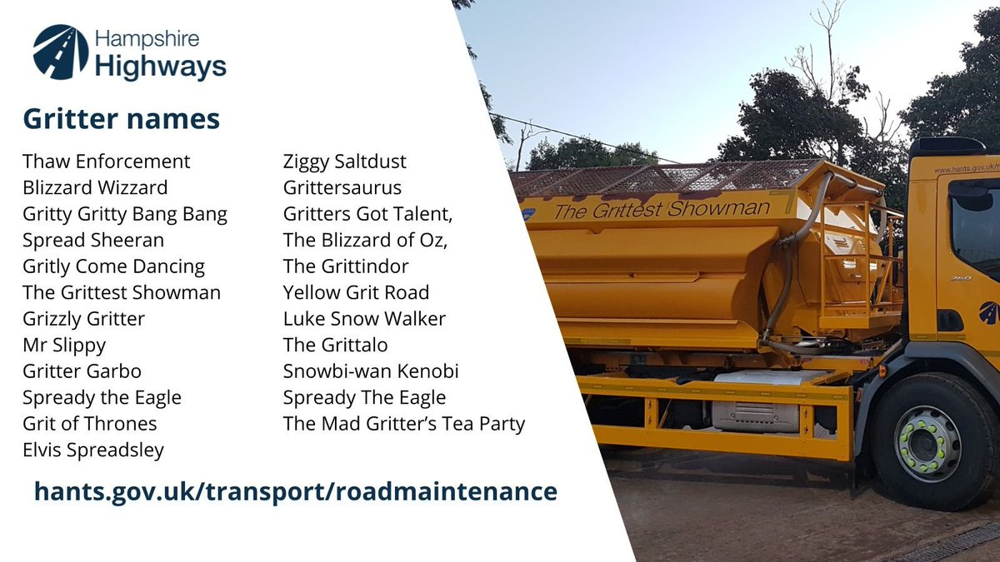 Hampshire
Highways
Gritter names
Thaw Enforcement
Blizzard Wizzard
Gritty Gritty Bang Bang
Spread Sheeran
Gritly Come Dancing
The Grittest Showman
Grizzly Gritter
Mr Slippy
Gritter Garbo
Spready the Eagle
Grit of Thrones
Elvis Spreadsley
Ziggy Saltdust
Grittersaurus
Gritters Got Talent,
The Blizzard of Oz,
The Grittindor
Yellow Grit Road
Luke Snow Walker
The Grittalo
Snowbi-wan Kenobi
Spready The Eagle
The Mad Gritter’s Tea Party
hants.gov.uk/transport/roadmaintenance
The Grittest Showman
www.hants.gov.uk/r
250